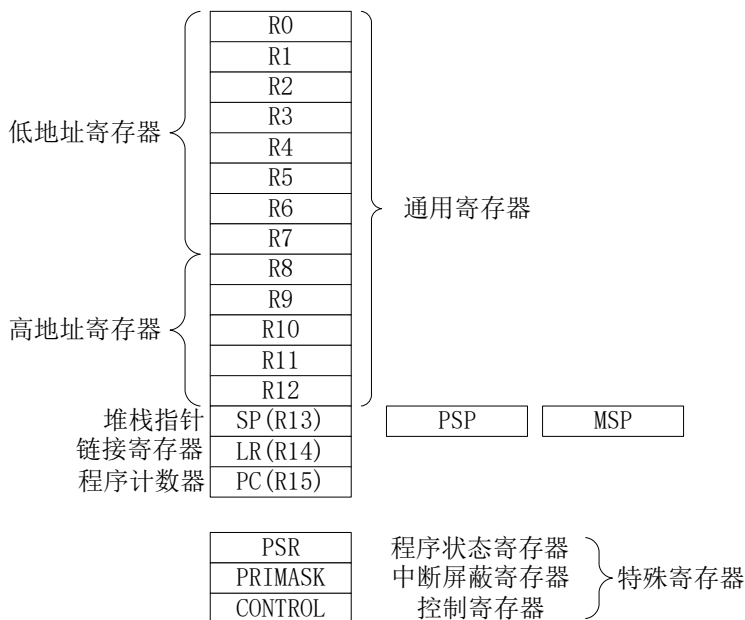 R0
R1
R2
R3
低地址寄存器
R4
R5
R6
通用寄存器
R7
R8
R9
高地址寄存器
R10
R11
R12
堆栈指针 SP(R13) PSP MSP
链接寄存器 LR(R14)
程序计数器 PC(R15)
PSR 程序状态寄存器
PRIMASK 中断屏蔽寄存器 特殊寄存器
CONTROL 控制寄存器